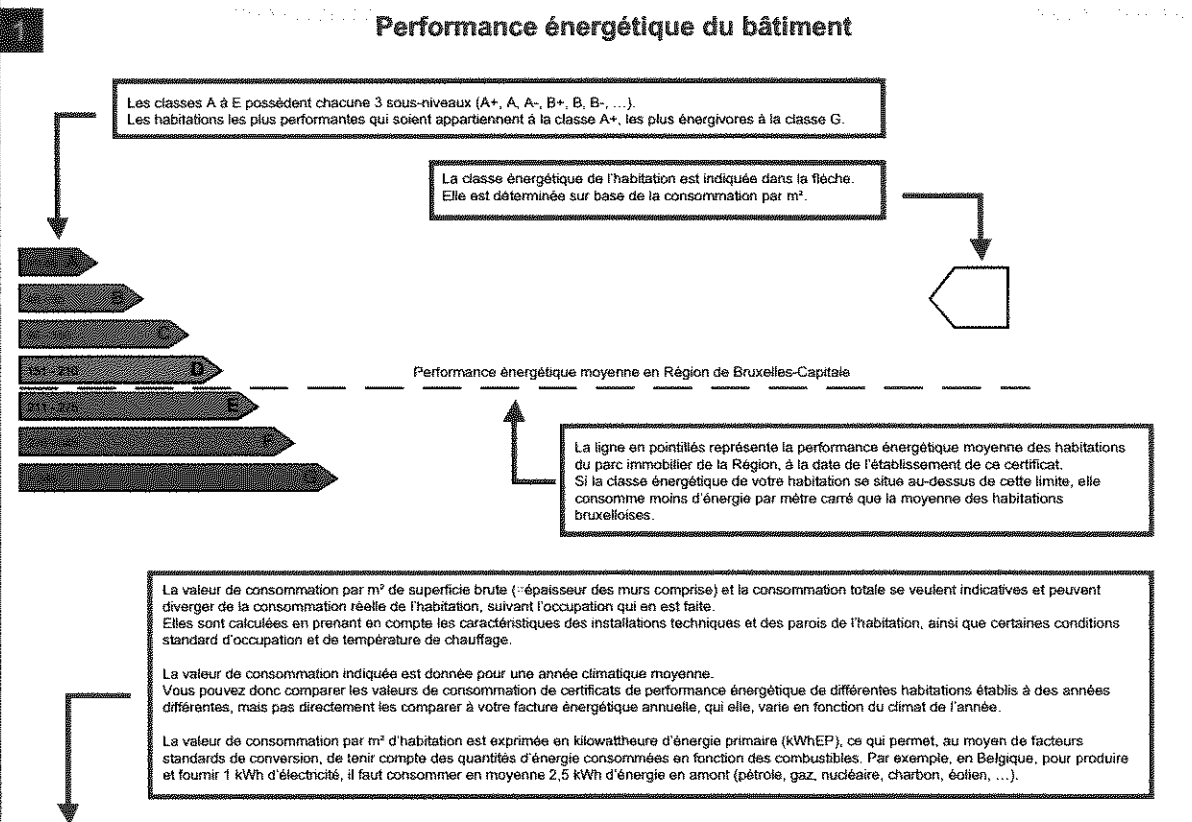 1
Performance énergétique du bâtiment
Les classes A à E possèdent chacune 3 sous-niveaux (A+, A, A-, B+, B, B-, ...).
Les habitations les plus performantes qui soient appartiennent à la classe A+, les plus énergivores à la classe G.
La classe énergétique de l'habitation est indiquée dans la flèche.
Elle est déterminée sur base de la consommation par m².
A
B
C
151 - 210 D
Performance énergétique moyenne en Région de Bruxelles-Capitale
211 - 275 E
F
G
La ligne en pointillés représente la performance énergétique moyenne des habitations
du parc immobilier de la Région, à la date de l'établissement de ce certificat.
Si la classe énergétique de votre habitation se situe au-dessus de cette limite, elle
consomme moins d'énergie par mètre carré que la moyenne des habitations
bruxelloises.
La valeur de consommation par m² de superficie brute (=épaisseur des murs comprise) et la consommation totale se veulent indicatives et peuvent
diverger de la consommation réelle de l'habitation, suivant l'occupation qui en est faite.
Elles sont calculées en prenant en compte les caractéristiques des installations techniques et des parois de l'habitation, ainsi que certaines conditions
standard d'occupation et de température de chauffage.
La valeur de consommation indiquée est donnée pour une année climatique moyenne.
Vous pouvez donc comparer les valeurs de consommation de certificats de performance énergétique de différentes habitations établis à des années
différentes, mais pas directement les comparer à votre facture énergétique annuelle, qui elle, varie en fonction du climat de l'année.
La valeur de consommation par m² d'habitation est exprimée en kilowattheure d'énergie primaire (kWhEP), ce qui permet, au moyen de facteurs
standards de conversion, de tenir compte des quantités d'énergie consommées en fonction des combustibles. Par exemple, en Belgique, pour produire
et fournir 1 kWh d'électricité, il faut consommer en moyenne 2,5 kWh d'énergie en amont (pétrole, gaz, nucléaire, charbon, éolien, ...).